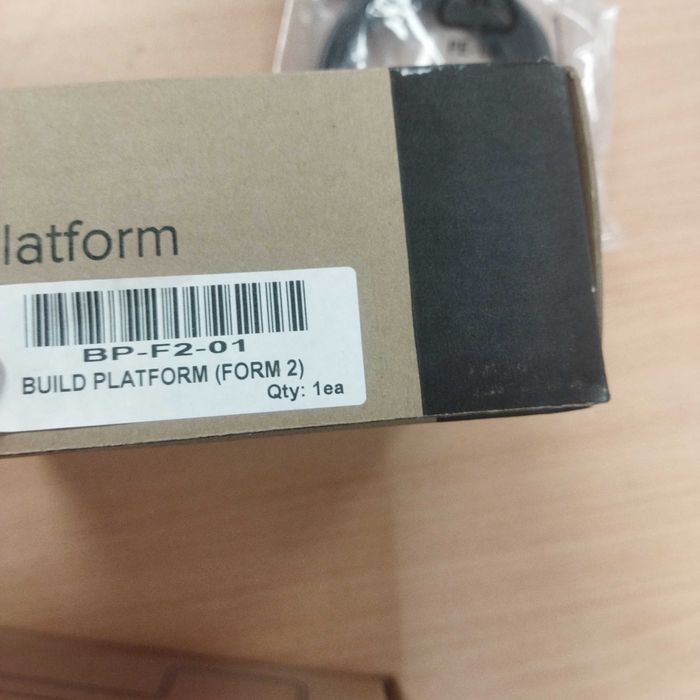 latform
BP-F2-01
BUILD PLATFORM (FORM 2)
Qty: 1ea